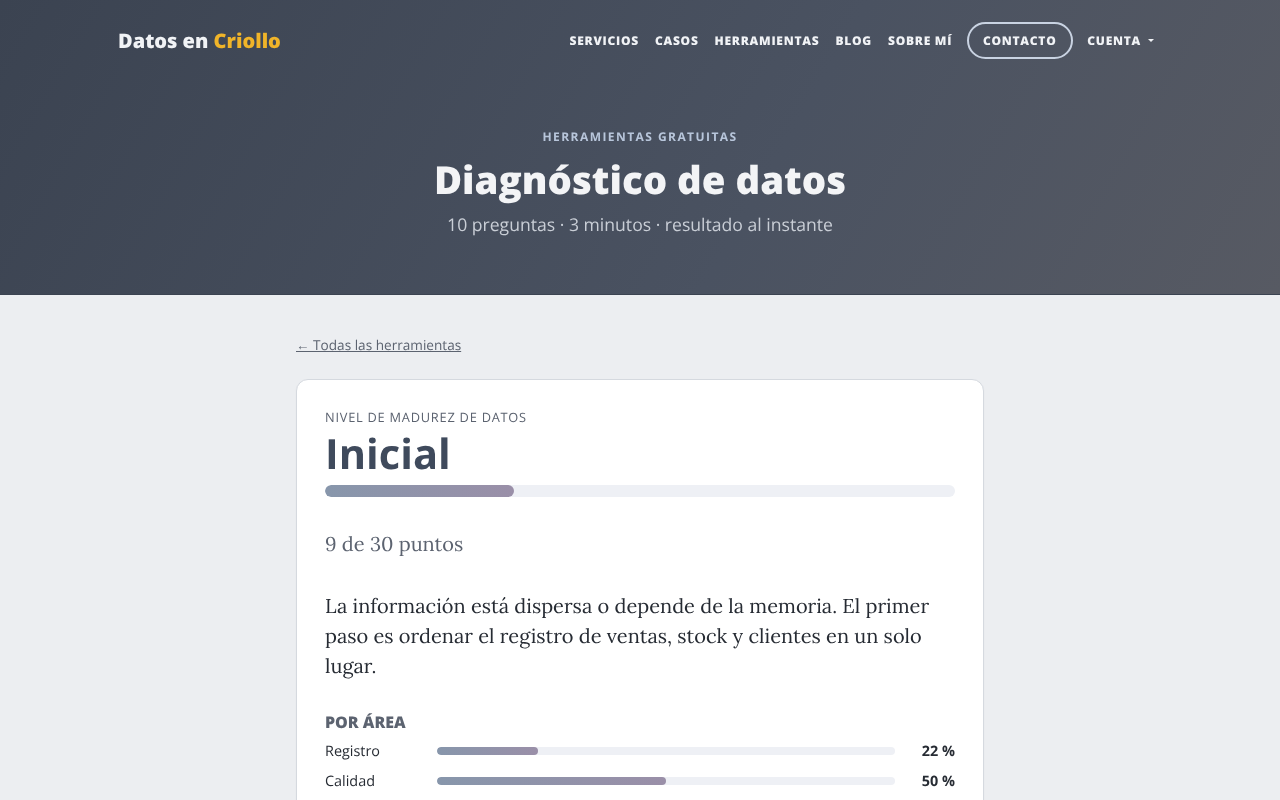 Datos en Criollo
SERVICIOS CASOS HERRAMIENTAS BLOG SOBRE MÍ CONTACTO CUENTA
HERRAMIENTAS GRATUITAS
Diagnóstico de datos
10 preguntas · 3 minutos · resultado al instante
← Todas las herramientas
NIVEL DE MADUREZ DE DATOS
Inicial
9 de 30 puntos
La información está dispersa o depende de la memoria. El primer
paso es ordenar el registro de ventas, stock y clientes en un solo
lugar.
POR ÁREA
Registro 22 %
Calidad 50 %